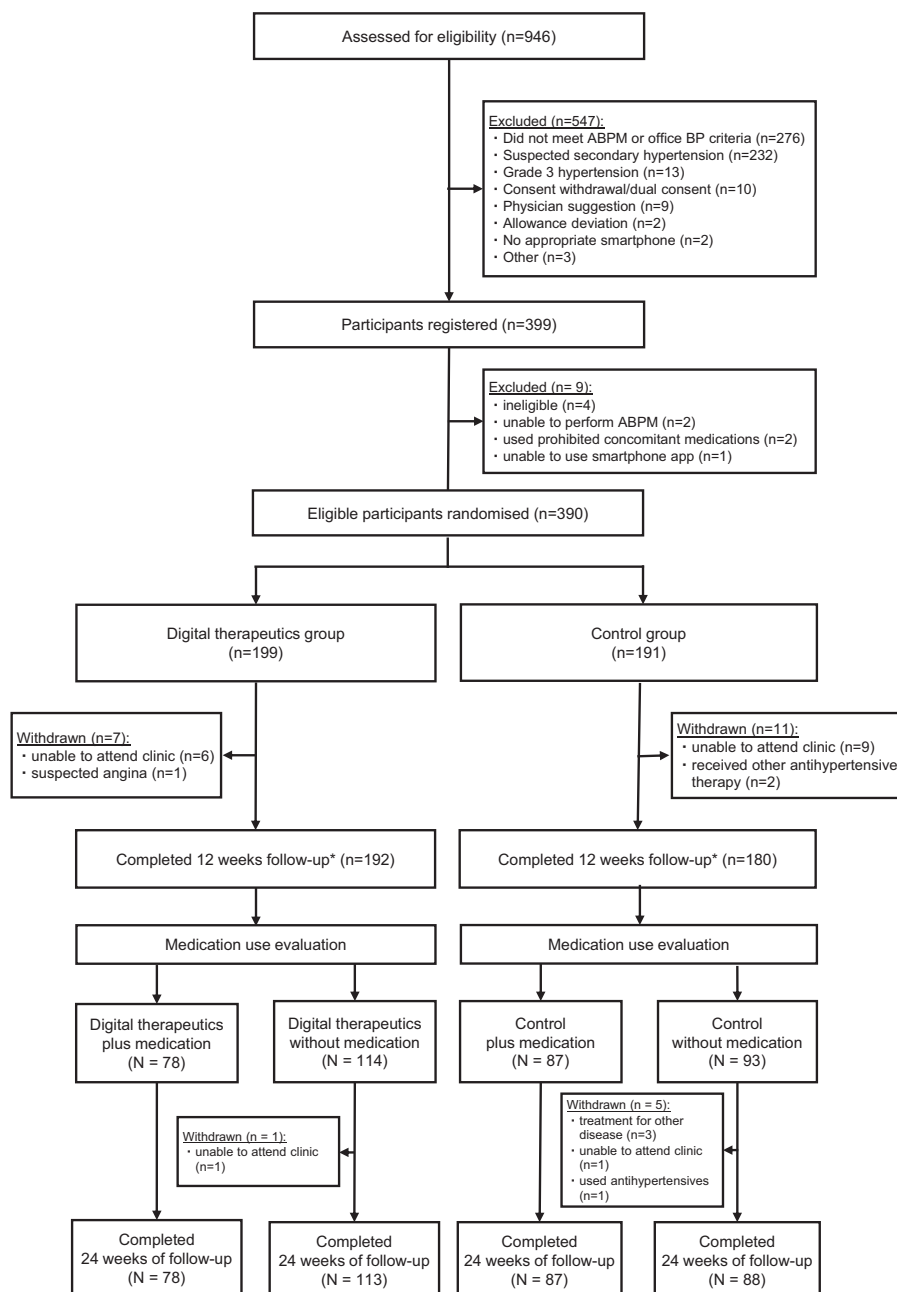 Assessed for eligibility (n=946)
Excluded (n=547):
・Did not meet ABPM or office BP criteria (n=276)
・Suspected secondary hypertension (n=232)
・Grade 3 hypertension (n=13)
・Consent withdrawal/dual consent (n=10)
・Physician suggestion (n=9)
・Allowance deviation (n=2)
・No appropriate smartphone (n=2)
・Other (n=3)
Participants registered (n=399)
Excluded (n= 9):
・ineligible (n=4)
・unable to perform ABPM (n=2)
・used prohibited concomitant medications (n=2)
・unable to use smartphone app (n=1)
Eligible participants randomised (n=390)
Digital therapeutics group
(n=199)
Control group
(n=191)
Withdrawn (n=7):
・unable to attend clinic (n=6)
・suspected angina (n=1)
Withdrawn (n=11):
・unable to attend clinic (n=9)
・received other antihypertensive
therapy (n=2)
Completed 12 weeks follow-up* (n=192)
Completed 12 weeks follow-up* (n=180)
Medication use evaluation
Medication use evaluation
Digital therapeutics
plus medication
(N = 78)
Digital therapeutics
without medication
(N = 114)
Control
plus medication
(N = 87)
Control
without medication
(N = 93)
Withdrawn (n = 1):
・unable to attend clinic
(n=1)
Withdrawn (n = 5):
・treatment for other
disease (n=3)
・unable to attend clinic
(n=1)
・used antihypertensives
(n=1)
Completed
24 weeks of follow-up
(N = 78)
Completed
24 weeks of follow-up
(N = 113)
Completed
24 weeks of follow-up
(N = 87)
Completed
24 weeks of follow-up
(N = 88)